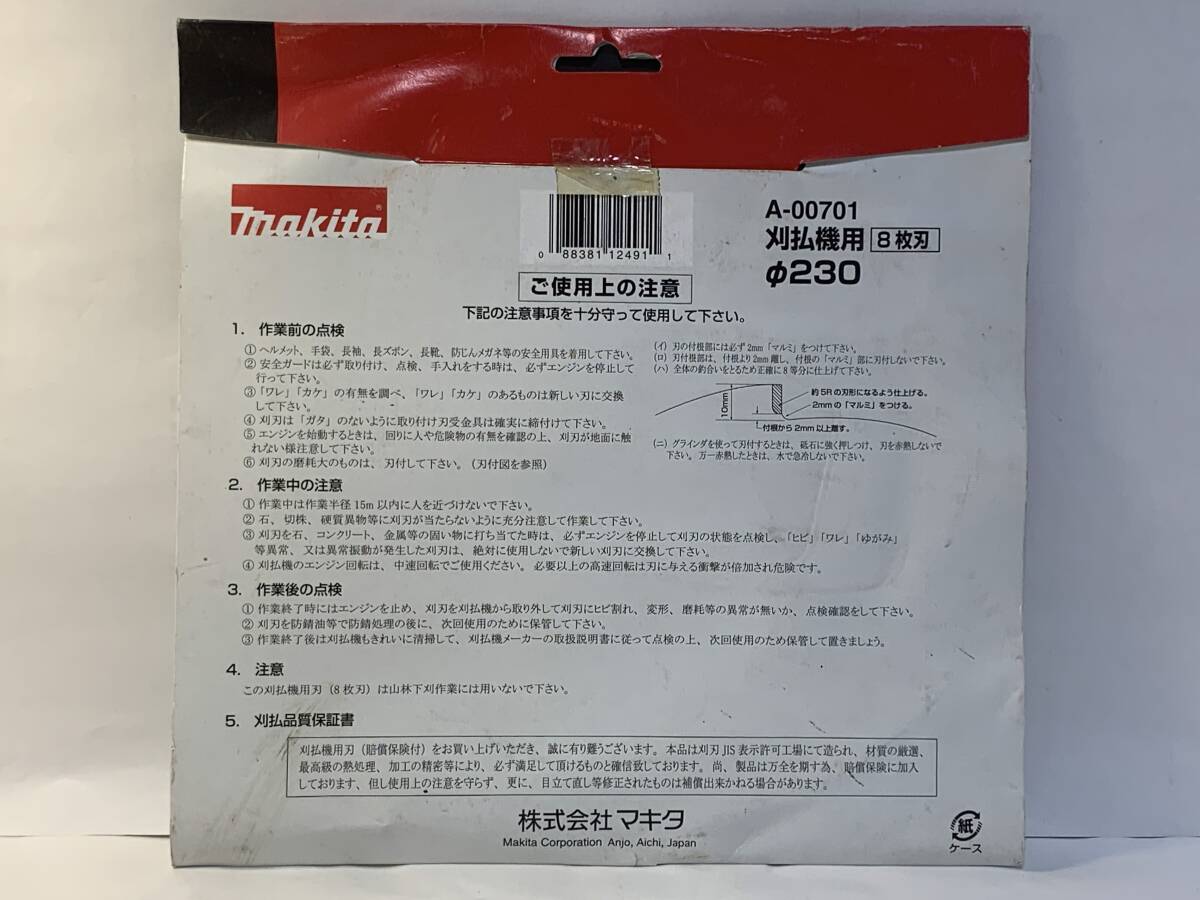 makita®
0 88381 12491 1
A-00701
刈払機用 8枚刃
φ230
ご使用上の注意
下記の注意事項を十分守って使用して下さい。
1. 作業前の点検
① ヘルメット、手袋、長袖、長ズボン、長靴、防じんメガネ等の安全用具を着用して下さい。
② 安全ガードは必ず取り付け、点検、手入れをする時は、必ずエンジンを停止して
行って下さい。
③ 「ワレ」「カケ」の有無を調べ、「ワレ」「カケ」のあるものは新しい刃に交換
して下さい。
④ 刈刃は「ガタ」のないように取り付け刃受金具は確実に締付けて下さい。
⑤ エンジンを始動するときは、回りに人や危険物の有無を確認の上、刈刃が地面に触
れない様注意して下さい。
⑥ 刈刃の磨耗大のものは、刃付して下さい。（刃付図を参照）
(イ) 刃の付根部には必ず2mm「マルミ」をつけて下さい。
(ロ) 刃付根部は、付根より2mm離し、付根の「マルミ」部に刃付しないで下さい。
(ハ) 全体の釣合いをとるため正確に8等分に仕上げて下さい。
10mm
約5Rの刃形になるよう仕上げる。
2mmの「マルミ」をつける。
付根から2mm以上離す。
(ニ) グラインダを使って刃付するときは、砥石に強く押しつけ、刃を赤熱しないで
下さい。万一赤熱したときは、水で急冷しないで下さい。
2. 作業中の注意
① 作業中は作業半径15m以内に人を近づけないで下さい。
② 石、切株、硬質異物等に刈刃が当たらないように充分注意して作業して下さい。
③ 刈刃を石、コンクリート、金属等の固い物に打ち当てた時は、必ずエンジンを停止して刈刃の状態を点検し、「ヒビ」「ワレ」「ゆがみ」
等異常、又は異常振動が発生した刈刃は、絶対に使用しないで新しい刈刃に交換して下さい。
④ 刈払機のエンジン回転は、中速回転でご使用ください。必要以上の高速回転は刃に与える衝撃が倍加され危険です。
3. 作業後の点検
① 作業終了時にはエンジンを止め、刈刃を刈払機から取り外して刈刃にヒビ割れ、変形、磨耗等の異常が無いか、点検確認をして下さい。
② 刈刃を防錆油等で防錆処理の後に、次回使用のために保管して下さい。
③ 作業終了後は刈払機もきれいに清掃して、刈払機メーカーの取扱説明書に従って点検の上、次回使用のため保管して置きましょう。
4. 注意
この刈払機用刃（8枚刃）は山林下刈作業には用いないで下さい。
5. 刈払品質保証書
刈払機用刃（賠償保険付）をお買い上げいただき、誠に有り難うございます。本品は刈刃JIS表示許可工場にて造られ、材質の厳選、
最高級の熱処理、加工の精密等により、必ず満足して頂けるものと確信致しております。尚、製品は万全を期す為、賠償保険に加入
しております、但し使用上の注意を守らず、更に、目立て直し等修正されたものは補償出来かねる場合があります。
株式会社マキタ
Makita Corporation Anjo, Aichi, Japan
紙
ケース